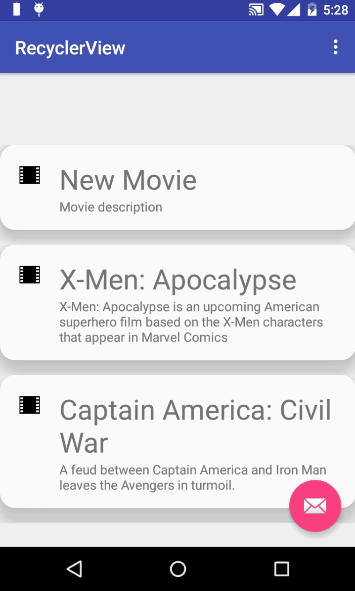 5:28
RecyclerView
New Movie
Movie description
X-Men: Apocalypse
X-Men: Apocalypse is an upcoming American
superhero film based on the X-Men characters
that appear in Marvel Comics
Captain America: Civil
War
A feud between Captain America and Iron Man
leaves the Avengers in turmoil.